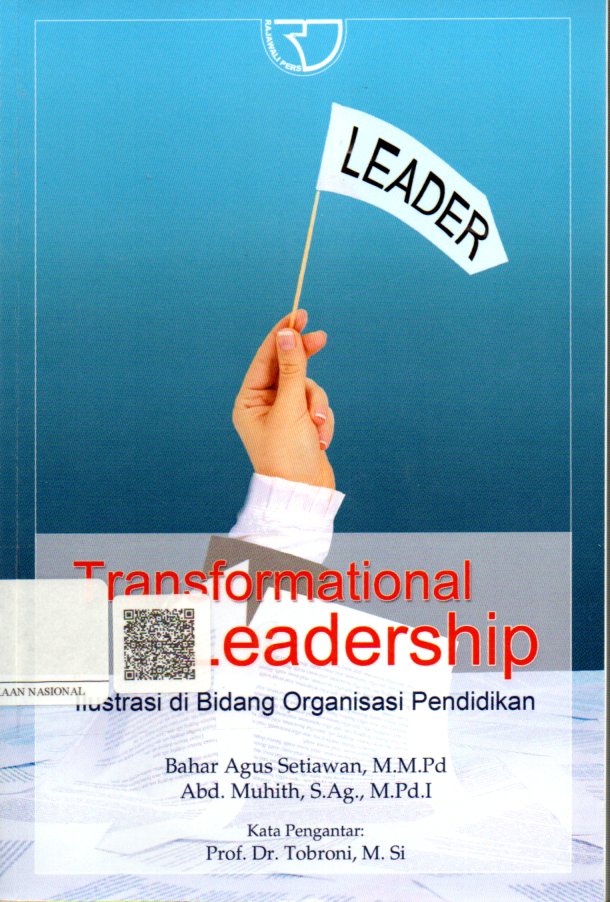 RAJAWALI PERS
LEADER
Transformational
Leadership
AAN NASIONAL
Ilustrasi di Bidang Organisasi Pendidikan
Bahar Agus Setiawan, M.M.Pd
Abd. Muhith, S.Ag., M.Pd.I
Kata Pengantar:
Prof. Dr. Tobroni, M. Si